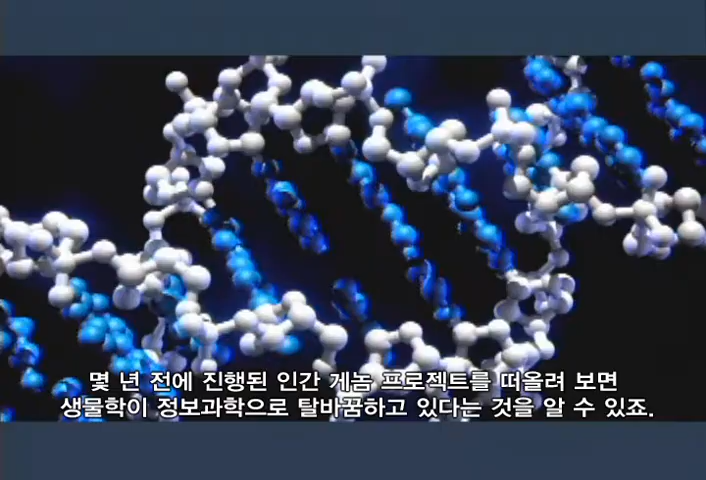 몇 년 전에 진행된 인간 게놈 프로젝트를 떠올려 보면
생물학이 정보과학으로 탈바꿈하고 있다는 것을 알 수 있죠.